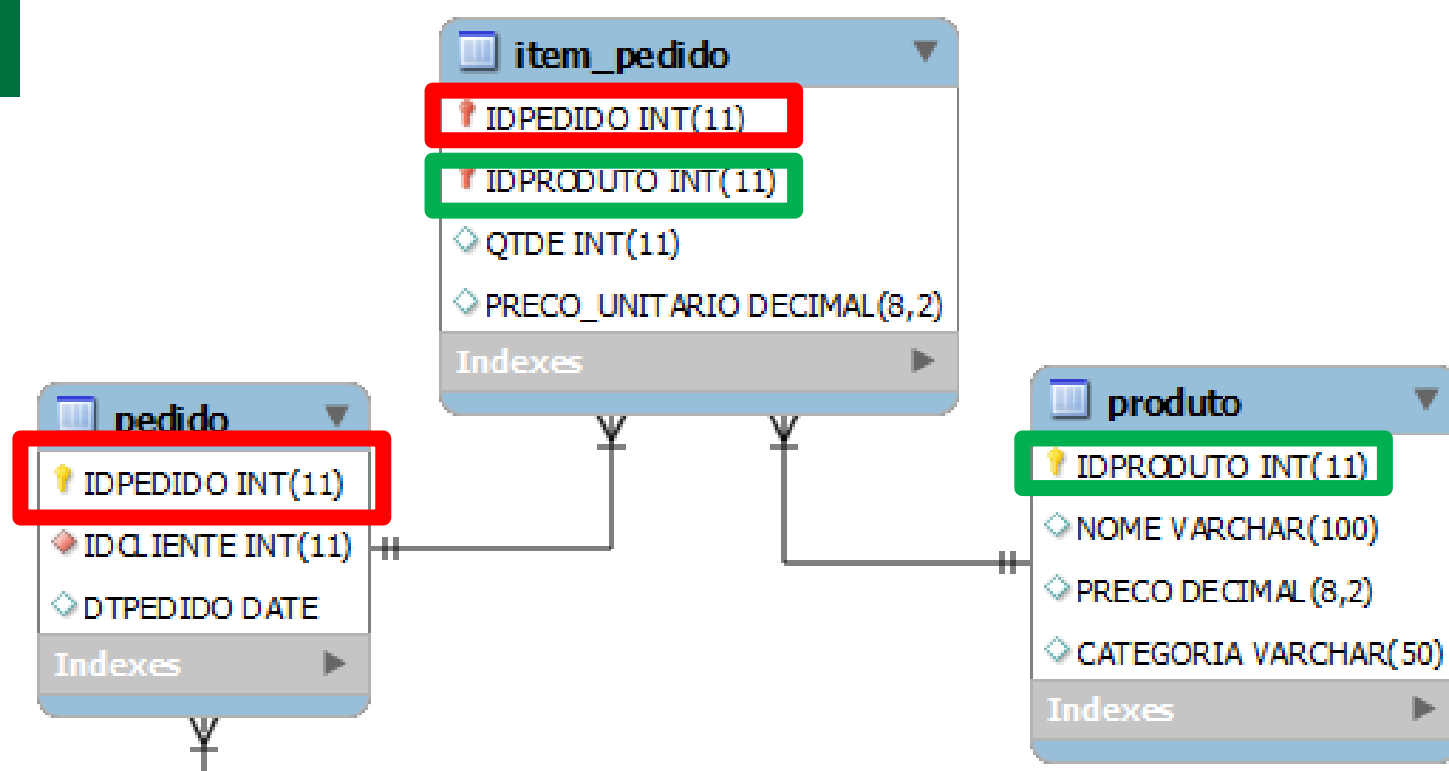 item_pedido
IDPEDIDO INT(11)
IDPRODUTO INT(11)
QTDE INT(11)
PRECO_UNITARIO DECIMAL(8,2)
Indexes
pedido
IDPEDIDO INT(11)
IDCLIENTE INT(11)
DTPEDIDO DATE
Indexes
produto
IDPRODUTO INT(11)
NOME VARCHAR(100)
PRECO DECIMAL(8,2)
CATEGORIA VARCHAR(50)
Indexes